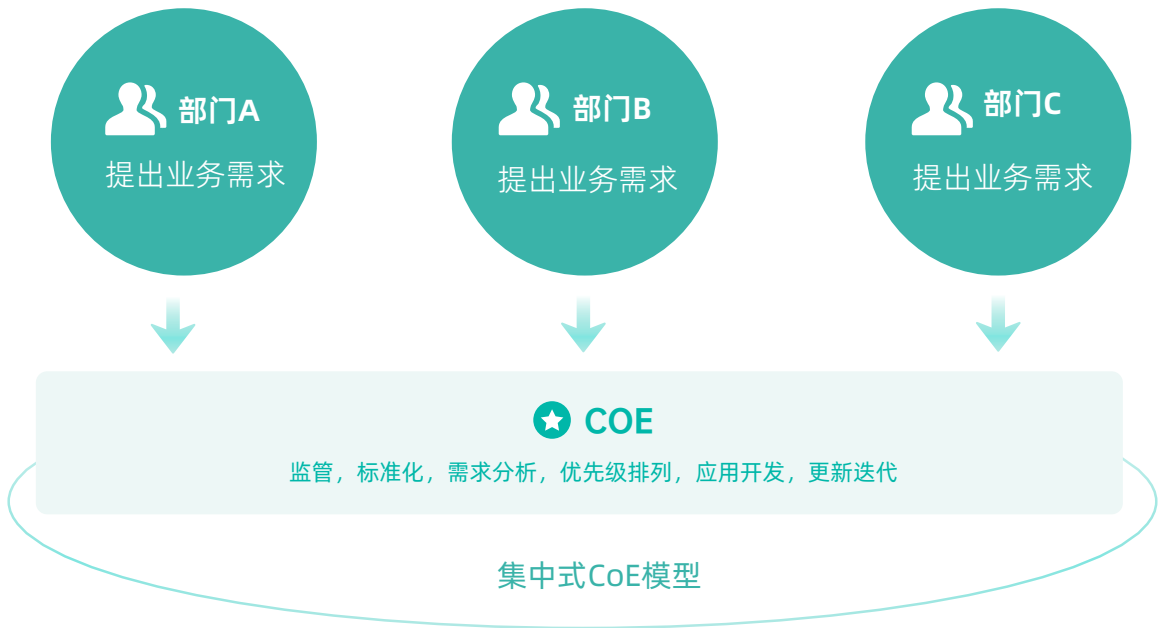 部门A
提出业务需求
部门B
提出业务需求
部门C
提出业务需求
COE
监管，标准化，需求分析，优先级排列，应用开发，更新迭代
集中式CoE模型